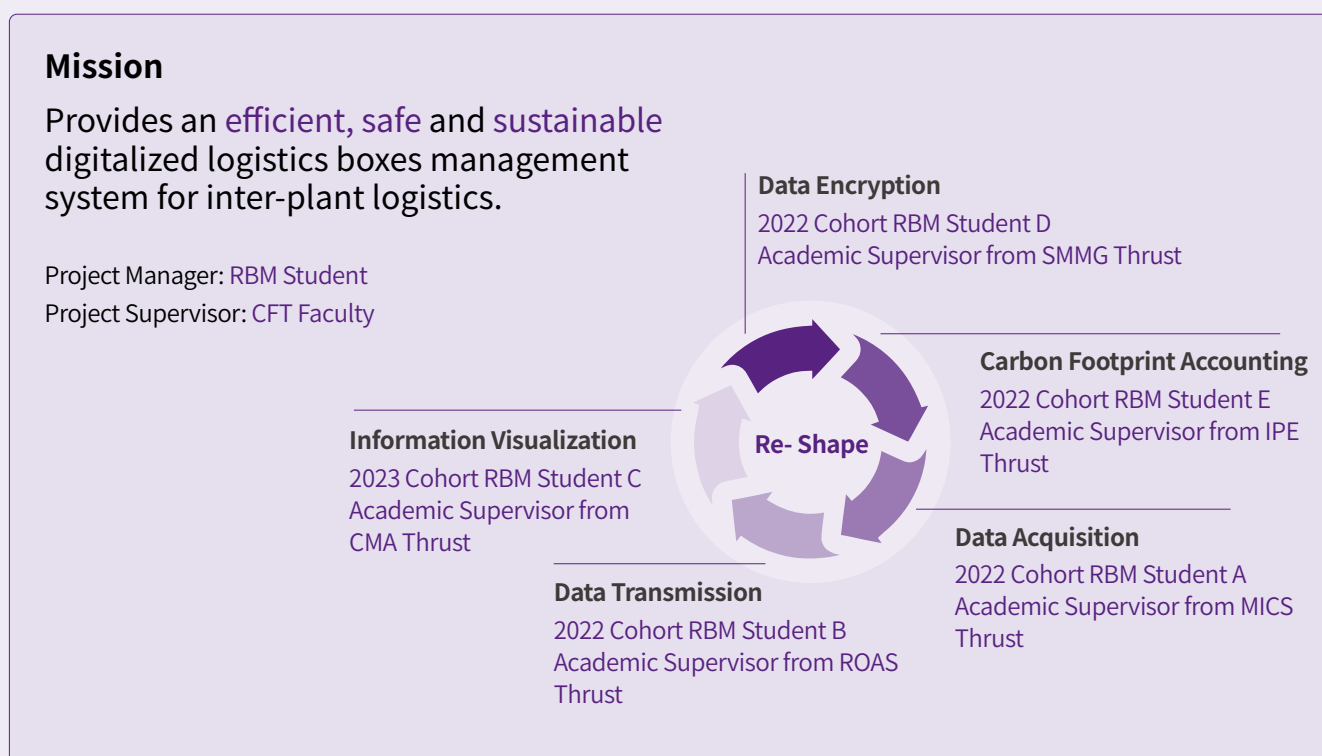 Mission
Provides an efficient, safe and sustainable
digitalized logistics boxes management
system for inter-plant logistics.
Project Manager: RBM Student
Project Supervisor: CFT Faculty
Data Encryption
2022 Cohort RBM Student D
Academic Supervisor from SMMG Thrust
Carbon Footprint Accounting
2022 Cohort RBM Student E
Academic Supervisor from IPE
Thrust
Re- Shape
Information Visualization
2023 Cohort RBM Student C
Academic Supervisor from
CMA Thrust
Data Acquisition
2022 Cohort RBM Student A
Academic Supervisor from MICS
Thrust
Data Transmission
2022 Cohort RBM Student B
Academic Supervisor from ROAS
Thrust